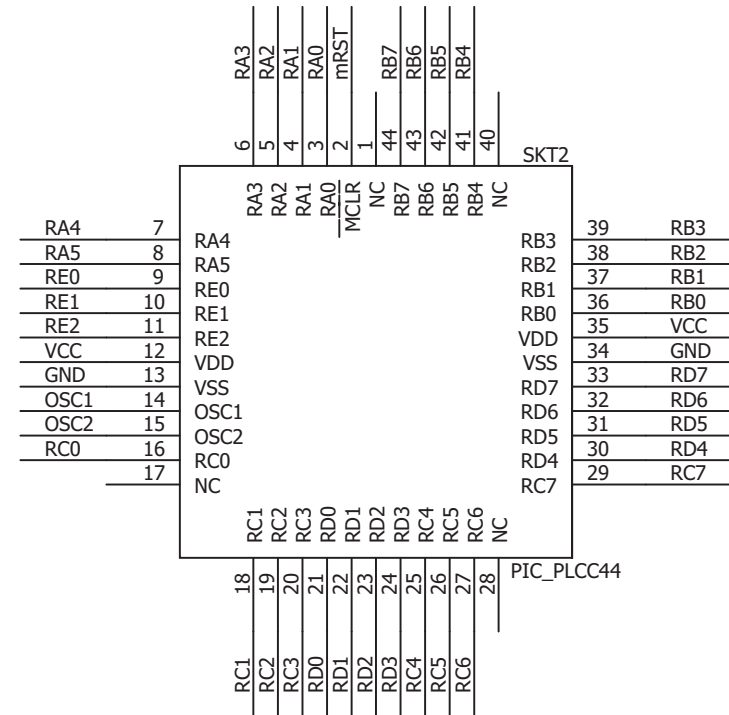 RA3 RA2 RA1 RA0 mRST RB7 RB6 RB5 RB4
6 5 4 3 2 1 44 43 42 41 40
SKT2
RA3 RA2 RA1 RA0 MCLR NC RB7 RB6 RB5 RB4 NC
RA4 7 RA4 RB3 39 RB3
RA5 8 RA5 RB2 38 RB2
RE0 9 RE0 RB1 37 RB1
RE1 10 RE1 RB0 36 RB0
RE2 11 RE2 VDD 35 VCC
VCC 12 VDD VSS 34 GND
GND 13 VSS RD7 33 RD7
OSC1 14 OSC1 RD6 32 RD6
OSC2 15 OSC2 RD5 31 RD5
RC0 16 RC0 RD4 30 RD4
17 NC RC7 29 RC7
RC1 RC2 RC3 RD0 RD1 RD2 RD3 RC4 RC5 RC6 NC
PIC_PLCC44
18 19 20 21 22 23 24 25 26 27 28
RC1 RC2 RC3 RD0 RD1 RD2 RD3 RC4 RC5 RC6